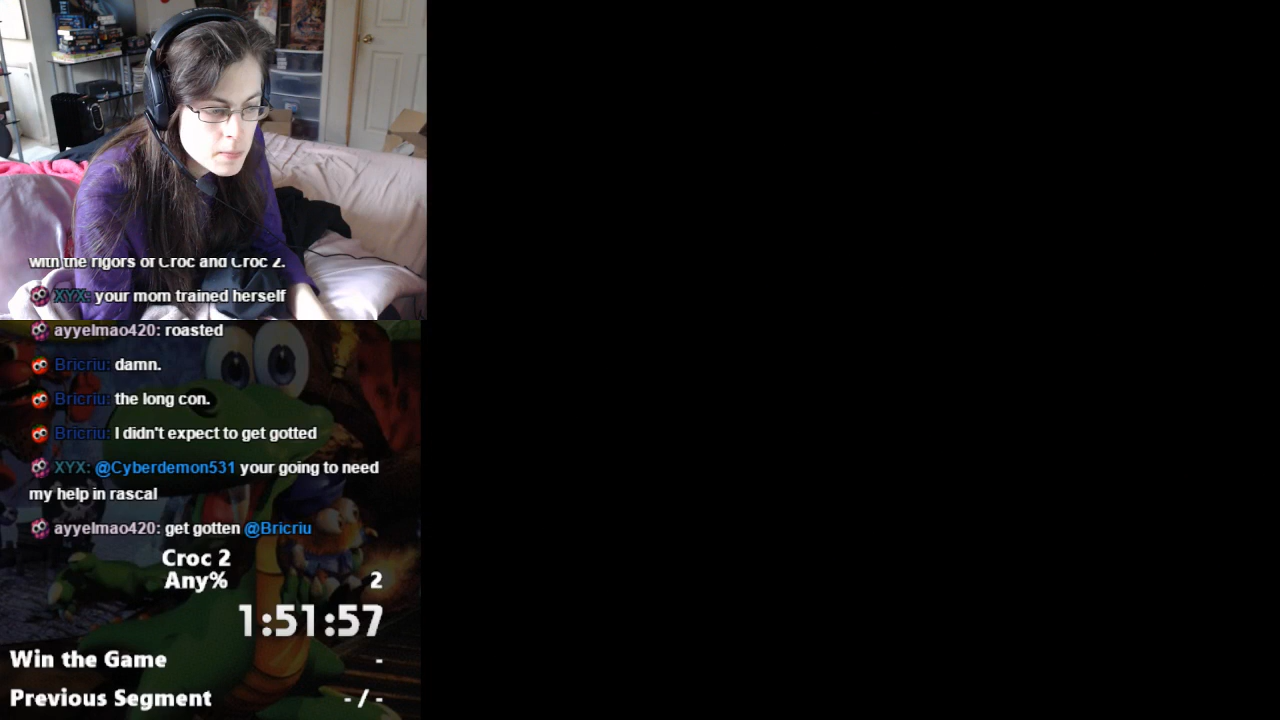 with the rigors of Croc and Croc 2.
XYX: your mom trained herself
ayyelmao420: roasted
Bricriu: damn.
Bricriu: the long con.
Bricriu: I didn't expect to get gotted
XYX: @Cyberdemon531 your going to need
my help in rascal
ayyelmao420: get gotten @Bricriu
Croc 2
Any% 2
1:51:57
Win the Game -
Previous Segment - / -